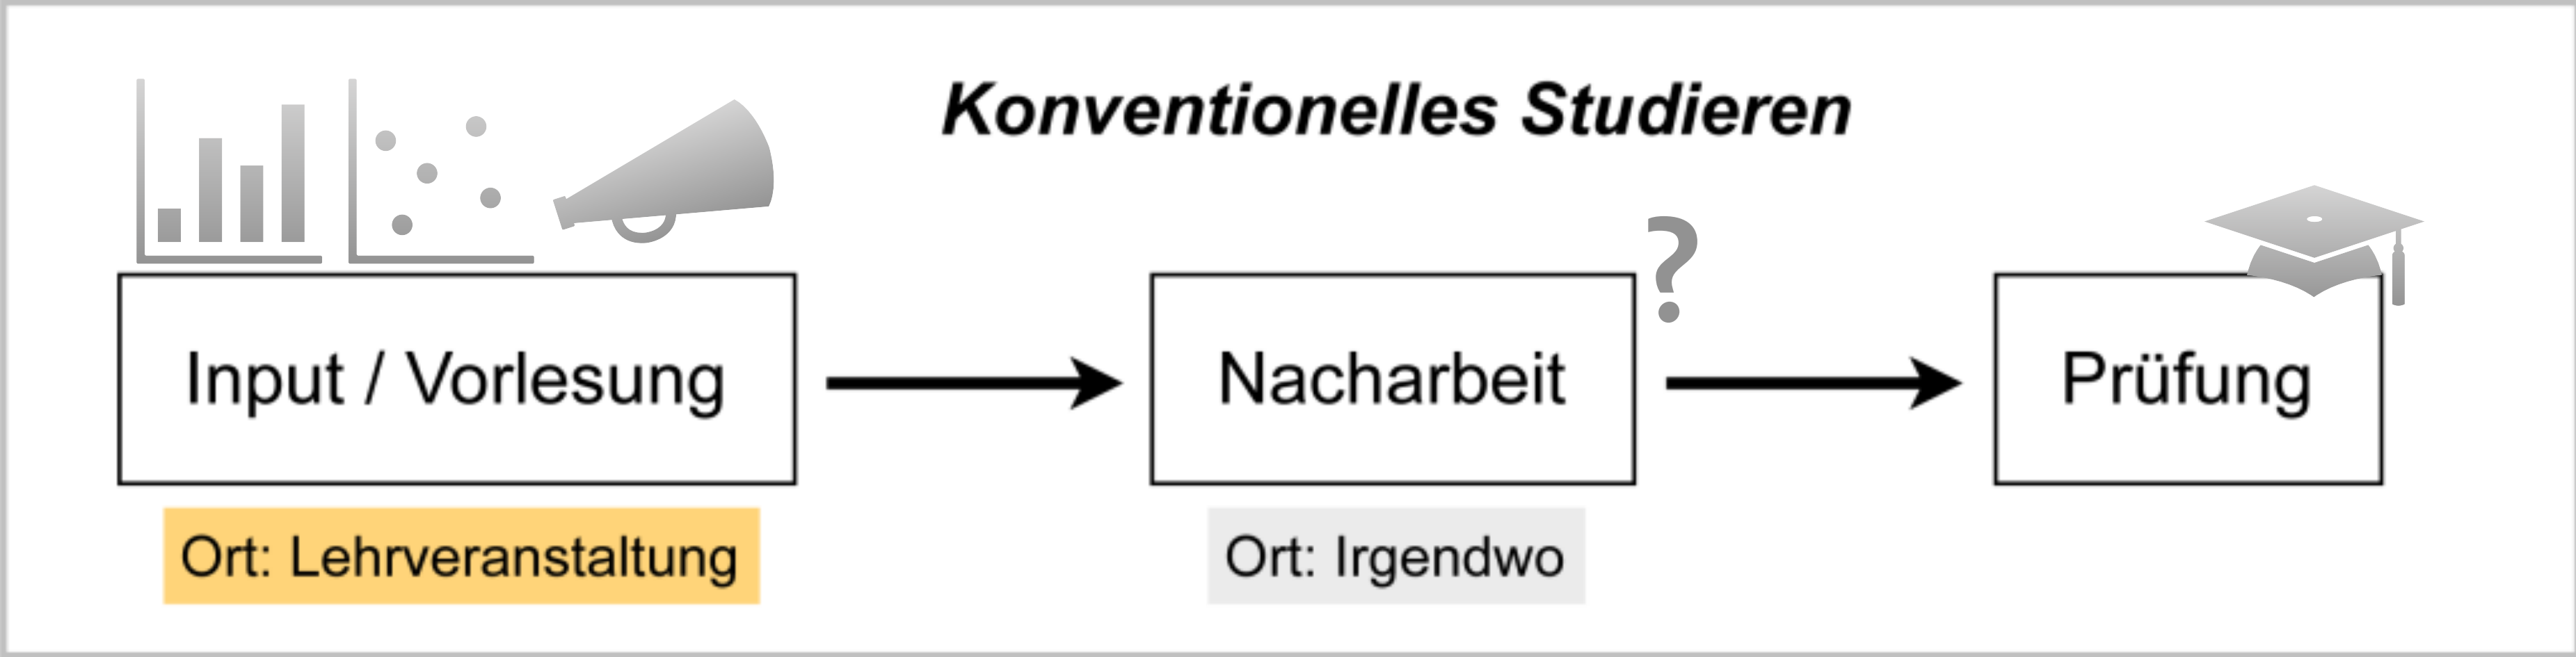 Konventionelles Studieren
?
Input / Vorlesung
Nacharbeit
Prüfung
Ort: Lehrveranstaltung
Ort: Irgendwo